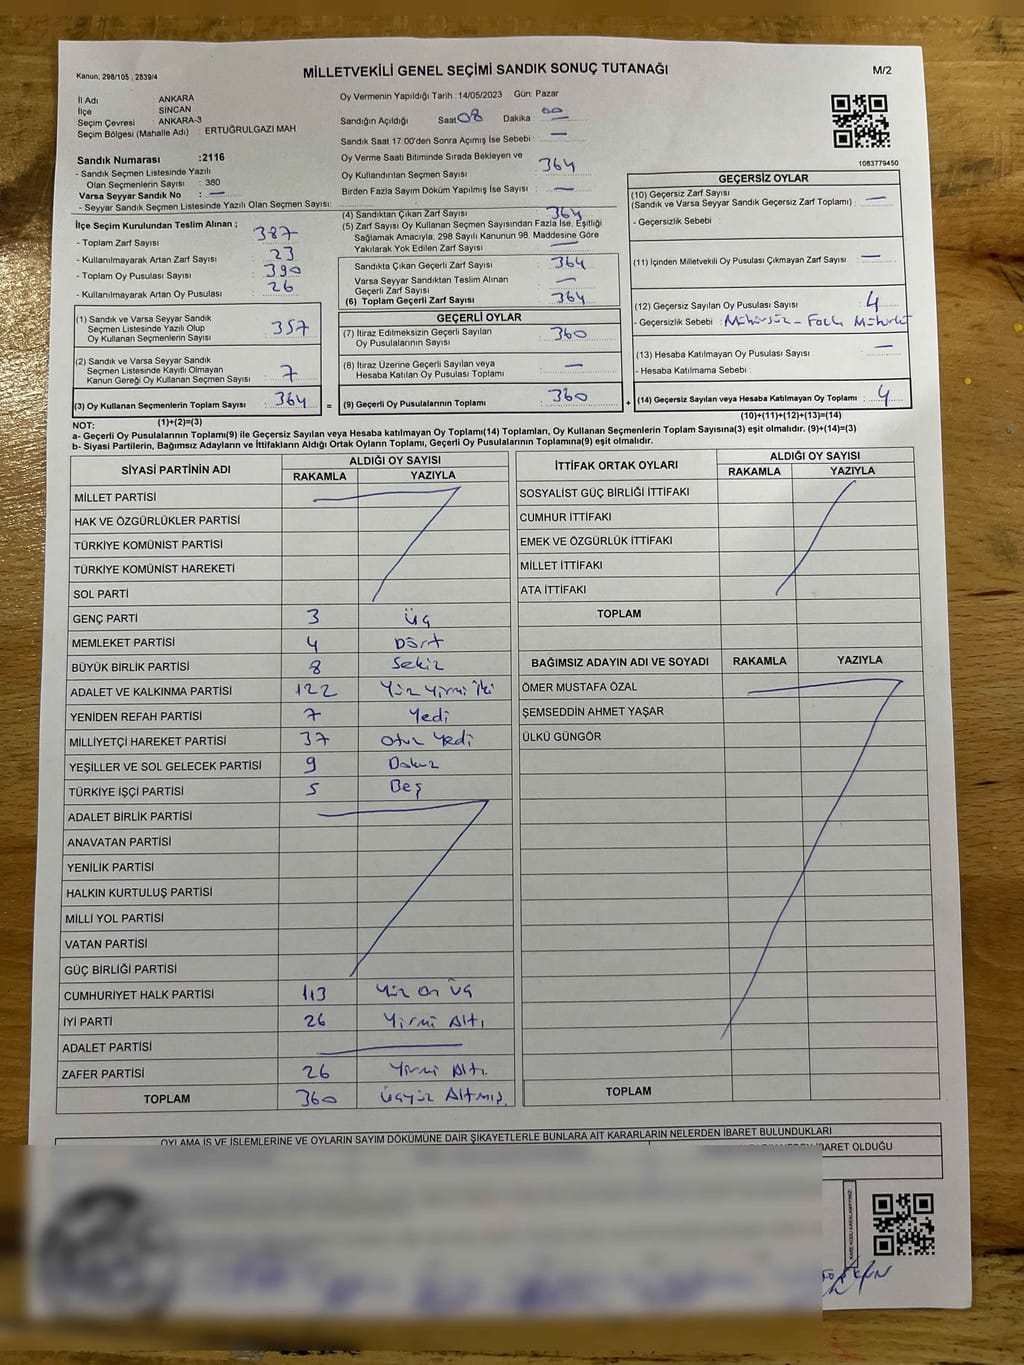 Kanun: 298/105 , 2839/4
MİLLETVEKİLİ GENEL SEÇİMİ SANDIK SONUÇ TUTANAĞI
M/2
İl Adı : ANKARA
İlçe : SİNCAN
Seçim Çevresi : ANKARA-3
Seçim Bölgesi (Mahalle Adı) : ERTUĞRULGAZİ MAH
Sandık Numarası :2116
- Sandık Seçmen Listesinde Yazılı
Olan Seçmenlerin Sayısı : 380
Varsa Seyyar Sandık No : —
- Seyyar Sandık Seçmen Listesinde Yazılı Olan Seçmen Sayısı:
Oy Vermenin Yapıldığı Tarih :14/05/2023 Gün: Pazar
Sandığın Açıldığı Saat 08 Dakika 00
Sandık Saat 17:00'den Sonra Açımış İse Sebebi : —
Oy Verme Saati Bitiminde Sırada Bekleyen ve
Oy Kullandırılan Seçmen Sayısı : 364
Birden Fazla Sayım Döküm Yapılmış İse Sayısı : —
1083779450
İlçe Seçim Kurulundan Teslim Alınan ;
- Toplam Zarf Sayısı : 387
- Kullanılmayarak Artan Zarf Sayısı : 23
- Toplam Oy Pusulası Sayısı : 390
- Kullanılmayarak Artan Oy Pusulası : 26
(1) Sandık ve Varsa Seyyar Sandık
Seçmen Listesinde Yazılı Olup
Oy Kullanan Seçmenlerin Sayısı : 357
(2) Sandık ve Varsa Seyyar Sandık
Seçmen Listesinde Kayıtlı Olmayan
Kanun Gereği Oy Kullanan Seçmen Sayısı : 7
(3) Oy Kullanan Seçmenlerin Toplam Sayısı : 364 =
(1)+(2)=(3)
(4) Sandıktan Çıkan Zarf Sayısı : 364
(5) Zarf Sayısı Oy Kullanan Seçmen Sayısından Fazla İse, Eşitliği
Sağlamak Amacıyla, 298 Sayılı Kanunun 98. Maddesine Göre
Yakılarak Yok Edilen Zarf Sayısı : —
Sandıkta Çıkan Geçerli Zarf Sayısı : 364
Varsa Seyyar Sandıktan Teslim Alınan
Geçerli Zarf Sayısı : —
(6) Toplam Geçerli Zarf Sayısı : 364
GEÇERLİ OYLAR
(7) İtiraz Edilmeksizin Geçerli Sayılan
Oy Pusulalarının Sayısı : 360
(8) İtiraz Üzerine Geçerli Sayılan veya
Hesaba Katılan Oy Pusulası Toplamı : —
(9) Geçerli Oy Pusulalarının Toplamı : 360 +
GEÇERSİZ OYLAR
(10) Geçersiz Zarf Sayısı
(Sandık ve Varsa Seyyar Sandık Geçersiz Zarf Toplamı) : —
- Geçersizlik Sebebi :
(11) İçinden Milletvekili Oy Pusulası Çıkmayan Zarf Sayısı : —
(12) Geçersiz Sayılan Oy Pusulası Sayısı : 4
- Geçersizlik Sebebi : Mühürsüz - Fazla Mühürlü
(13) Hesaba Katılmayan Oy Pusulası Sayısı : —
- Hesaba Katılmama Sebebi :
(14) Geçersiz Sayılan veya Hesaba Katılmayan Oy Toplamı : 4
(10)+(11)+(12)+(13)=(14)
NOT:
a- Geçerli Oy Pusulalarının Toplamı(9) ile Geçersiz Sayılan veya Hesaba katılmayan Oy Toplamı(14) Toplamları, Oy Kullanan Seçmenlerin Toplam Sayısına(3) eşit olmalıdır. (9)+(14)=(3)
b- Siyasi Partilerin, Bağımsız Adayların ve İttifakların Aldığı Ortak Oyların Toplamı, Geçerli Oy Pusulalarının Toplamına(9) eşit olmalıdır.
SİYASİ PARTİNİN ADI ALDIĞI OY SAYISI
RAKAMLA YAZIYLA
MİLLET PARTİSİ
HAK VE ÖZGÜRLÜKLER PARTİSİ
TÜRKİYE KOMÜNİST PARTİSİ
TÜRKİYE KOMÜNİST HAREKETİ
SOL PARTİ
GENÇ PARTİ 3 Üç
MEMLEKET PARTİSİ 4 Dört
BÜYÜK BİRLİK PARTİSİ 8 Sekiz
ADALET VE KALKINMA PARTİSİ 122 Yüz Yirmi İki
YENİDEN REFAH PARTİSİ 7 Yedi
MİLLİYETÇİ HAREKET PARTİSİ 37 Otuz Yedi
YEŞİLLER VE SOL GELECEK PARTİSİ 9 Dokuz
TÜRKİYE İŞÇİ PARTİSİ 5 Beş
ADALET BİRLİK PARTİSİ
ANAVATAN PARTİSİ
YENİLİK PARTİSİ
HALKIN KURTULUŞ PARTİSİ
MİLLİ YOL PARTİSİ
VATAN PARTİSİ
GÜÇ BİRLİĞİ PARTİSİ
CUMHURİYET HALK PARTİSİ 113 Yüz On Üç
İYİ PARTİ 26 Yirmi Altı
ADALET PARTİSİ
ZAFER PARTİSİ 26 Yirmi Altı
TOPLAM 360 Üçyüz Altmış
İTTİFAK ORTAK OYLARI ALDIĞI OY SAYISI
RAKAMLA YAZIYLA
SOSYALİST GÜÇ BİRLİĞİ İTTİFAKI
CUMHUR İTTİFAKI
EMEK VE ÖZGÜRLÜK İTTİFAKI
MİLLET İTTİFAKI
ATA İTTİFAKI
TOPLAM
BAĞIMSIZ ADAYIN ADI VE SOYADI RAKAMLA YAZIYLA
ÖMER MUSTAFA ÖZAL
ŞEMSEDDİN AHMET YAŞAR
ÜLKÜ GÜNGÖR
TOPLAM
OYLAMA İŞ VE İŞLEMLERİNE VE OYLARIN SAYIM DÖKÜMÜNE DAİR ŞİKAYETLERLE BUNLARA AİT KARARLARIN NELERDEN İBARET BULUNDUKLARI
İBARET OLDUĞU